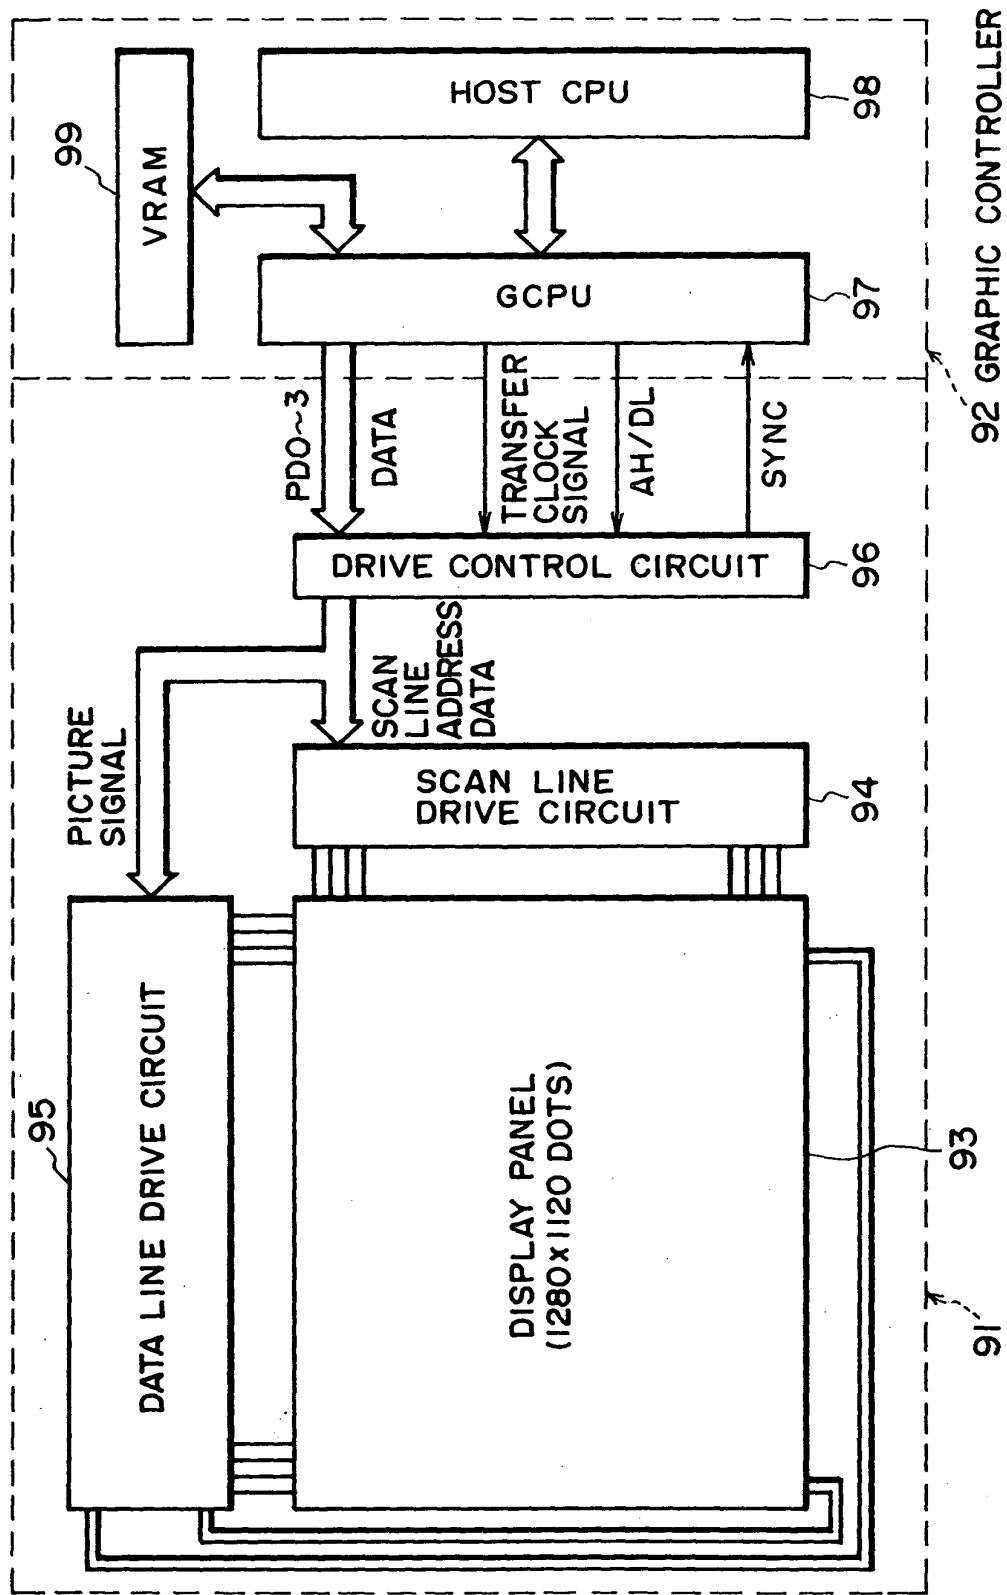 95
DATA LINE DRIVE CIRCUIT
PICTURE
SIGNAL
99
VRAM
DISPLAY PANEL
(1280x1120 DOTS)
SCAN LINE
DRIVE CIRCUIT
94
SCAN
LINE
ADDRESS
DATA
DRIVE CONTROL CIRCUIT
96
PD0~3
DATA
TRANSFER
CLOCK
SIGNAL
AH/DL
SYNC
GCPU
97
HOST CPU
98
93
91
92 GRAPHIC CONTROLLER